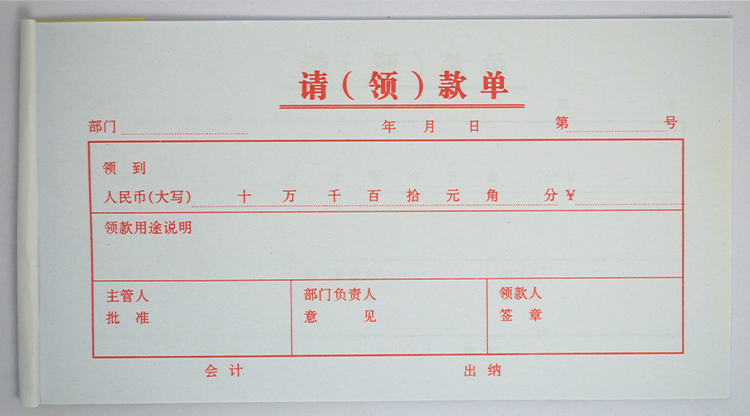 请（领）款单
部门 年 月 日 第 号
领 到
人民币(大写) 十 万 千 百 拾 元 角 分 ¥
领款用途说明
主管人 部门负责人 领款人
批 准 意 见 签 章
会 计 出 纳